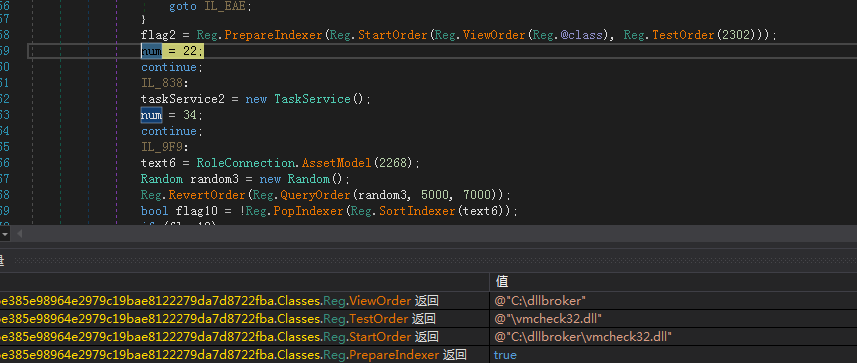 56 goto IL_EAE;
57 }
58 flag2 = Reg.PrepareIndexer(Reg.StartOrder(Reg.ViewOrder(Reg.@class), Reg.TestOrder(2302)));
59 num = 22;
60 continue;
61 IL_838:
62 taskService2 = new TaskService();
63 num = 34;
64 continue;
65 IL_9F9:
66 text6 = RoleConnection.AssetModel(2268);
67 Random random3 = new Random();
68 Reg.RevertOrder(Reg.QueryOrder(random3, 5000, 7000));
69 bool flag10 = !Reg.PopIndexer(Reg.SortIndexer(text6));
量
值
e385e98964e2979c19bae8122279da7d8722fba.Classes.Reg.ViewOrder 返回 @"C:\dllbroker"
e385e98964e2979c19bae8122279da7d8722fba.Classes.Reg.TestOrder 返回 @"\vmcheck32.dll"
e385e98964e2979c19bae8122279da7d8722fba.Classes.Reg.StartOrder 返回 @"C:\dllbroker\vmcheck32.dll"
e385e98964e2979c19bae8122279da7d8722fba.Classes.Reg.PrepareIndexer 返回 true